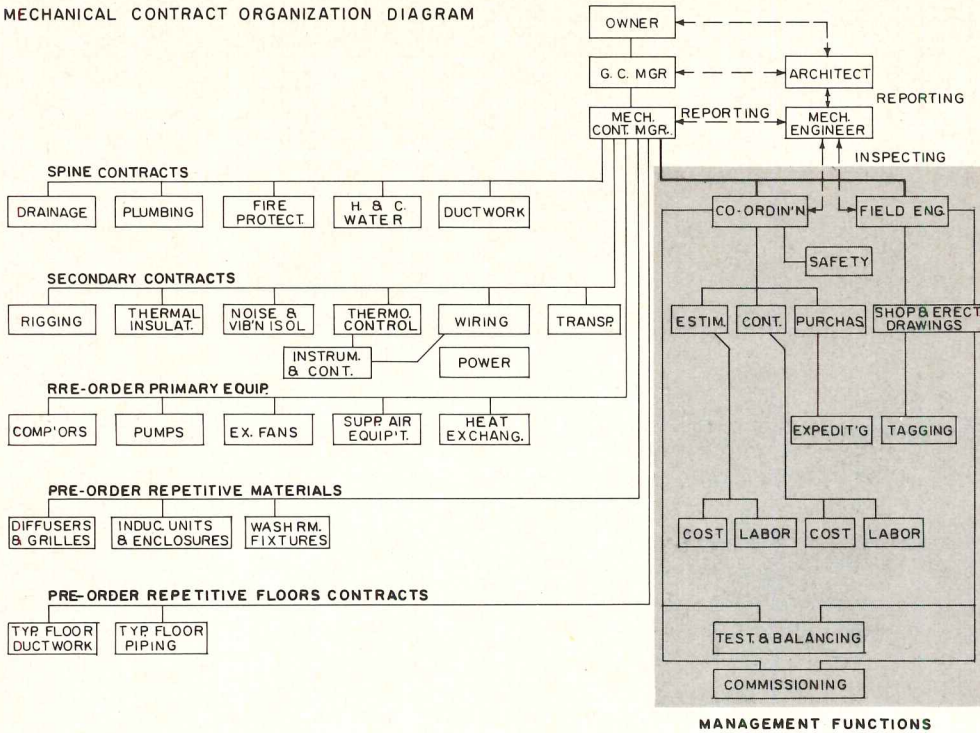 MECHANICAL CONTRACT ORGANIZATION DIAGRAM
OWNER
G. C. MGR
ARCHITECT
REPORTING
MECH.
CONT. MGR.
REPORTING
MECH.
ENGINEER
INSPECTING
SPINE CONTRACTS
DRAINAGE
PLUMBING
FIRE
PROTECT.
H. & C.
WATER
DUCTWORK
CO-ORDIN'N
FIELD ENG.
SAFETY
SECONDARY CONTRACTS
RIGGING
THERMAL
INSULAT.
NOISE &
VIB'N ISOL
THERMO.
CONTROL
WIRING
TRANSP.
INSTRUM.
& CONT.
POWER
ESTIM.
CONT.
PURCHAS.
SHOP & ERECT
DRAWINGS
RRE-ORDER PRIMARY EQUIP.
COMP'ORS
PUMPS
EX. FANS
SUPP. AIR
EQUIP'T.
HEAT
EXCHANG.
EXPEDIT'G
TAGGING
PRE-ORDER REPETITIVE MATERIALS
DIFFUSERS
& GRILLES
INDUC. UNITS
& ENCLOSURES
WASH RM.
FIXTURES
COST
LABOR
COST
LABOR
PRE-ORDER REPETITIVE FLOORS CONTRACTS
TYP. FLOOR
DUCTWORK
TYP. FLOOR
PIPING
TEST. & BALANCING
COMMISSIONING
MANAGEMENT FUNCTIONS